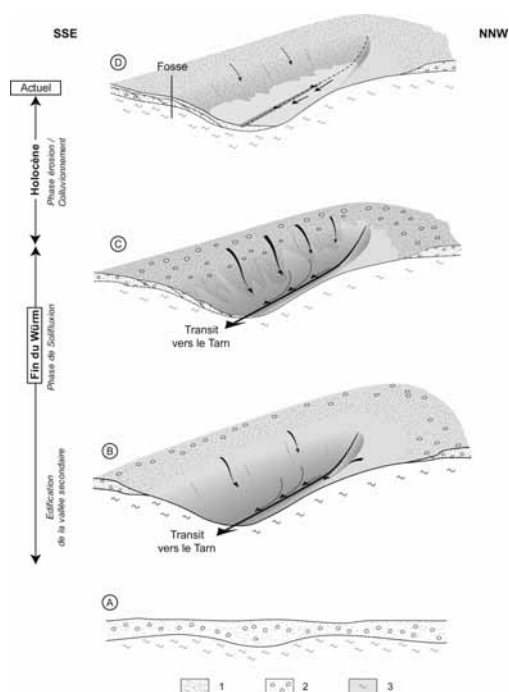 SSE
NNW
D
Fosse
Actuel
Holocène
Phase érosion /
Colluvionnement
C
Transit
vers le Tarn
Fin du Würm
Phase de Solifluxion
B
Edification
de la vallée secondaire
Transit
vers le Tarn
A
1
2
3